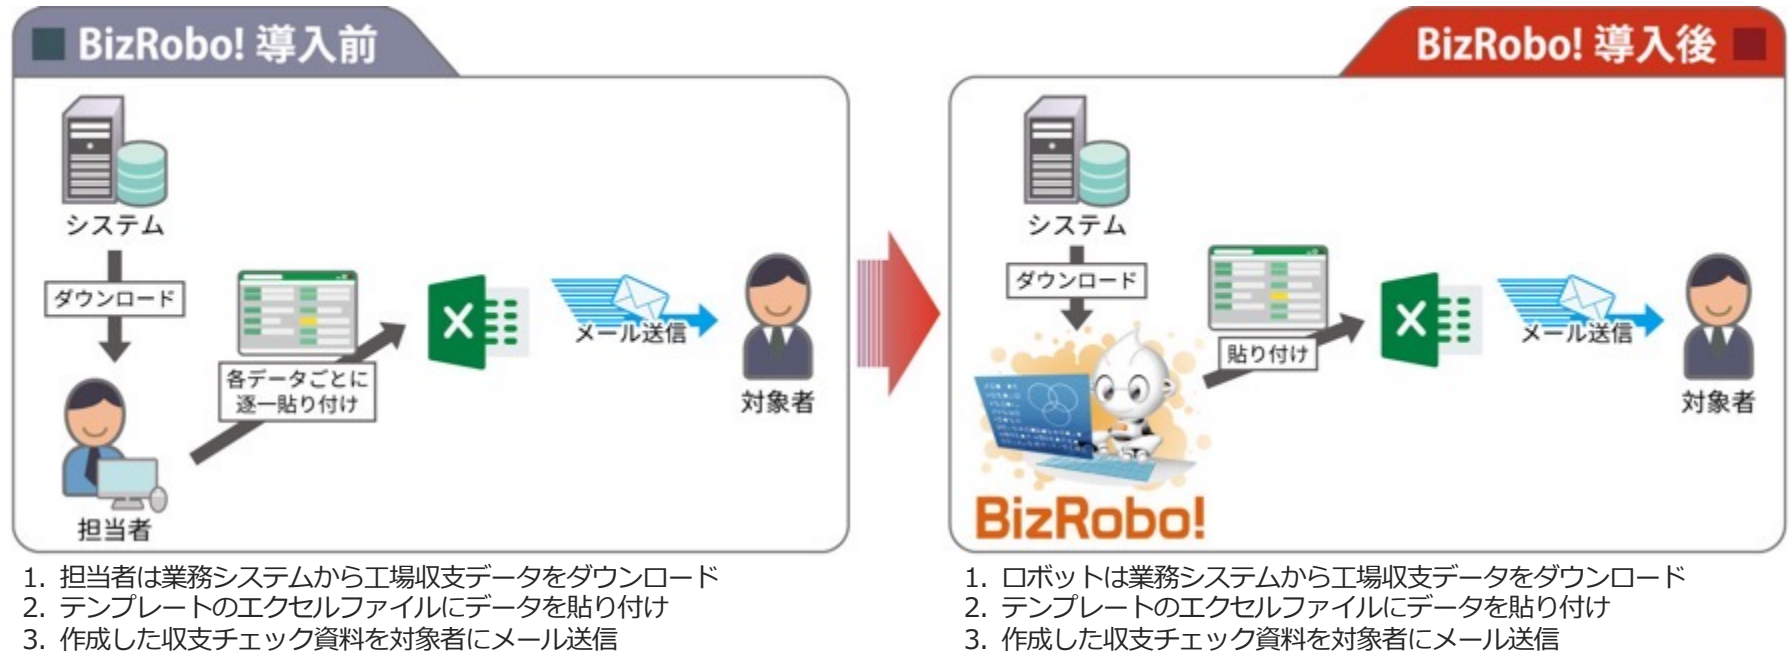 BizRobo! 導入前
システム
ダウンロード
各データごとに
逐一貼り付け
メール送信
対象者
担当者
1. 担当者は業務システムから工場収支データをダウンロード
2. テンプレートのエクセルファイルにデータを貼り付け
3. 作成した収支チェック資料を対象者にメール送信
BizRobo! 導入後
システム
ダウンロード
貼り付け
メール送信
対象者
BizRobo!
1. ロボットは業務システムから工場収支データをダウンロード
2. テンプレートのエクセルファイルにデータを貼り付け
3. 作成した収支チェック資料を対象者にメール送信